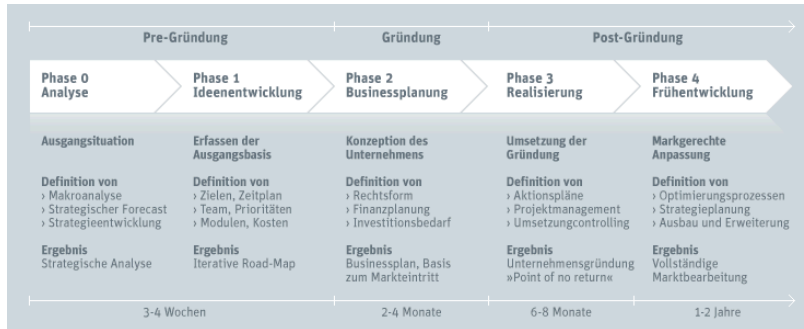 Pre-Gründung
Gründung
Post-Gründung
Phase 0
Analyse
Phase 1
Ideenentwicklung
Phase 2
Businessplanung
Phase 3
Realisierung
Phase 4
Frühentwicklung
Ausgangsituation
Definition von
› Makroanalyse
› Strategischer Forecast
› Strategieentwicklung
Ergebnis
Strategische Analyse
Erfassen der
Ausgangsbasis
Definition von
› Zielen, Zeitplan
› Team, Prioritäten
› Modulen, Kosten
Ergebnis
Iterative Road-Map
Konzeption des
Unternehmens
Definition von
› Rechtsform
› Finanzplanung
› Investitionsbedarf
Ergebnis
Businessplan, Basis
zum Markteintritt
Umsetzung der
Gründung
Definition von
› Aktionspläne
› Projektmanagement
› Umsetzungcontrolling
Ergebnis
Unternehmensgründung
»Point of no return«
Markgerechte
Anpassung
Definition von
› Optimierungsprozessen
› Strategieplanung
› Ausbau und Erweiterung
Ergebnis
Vollständige
Marktbearbeitung
3-4 Wochen
2-4 Monate
6-8 Monate
1-2 Jahre